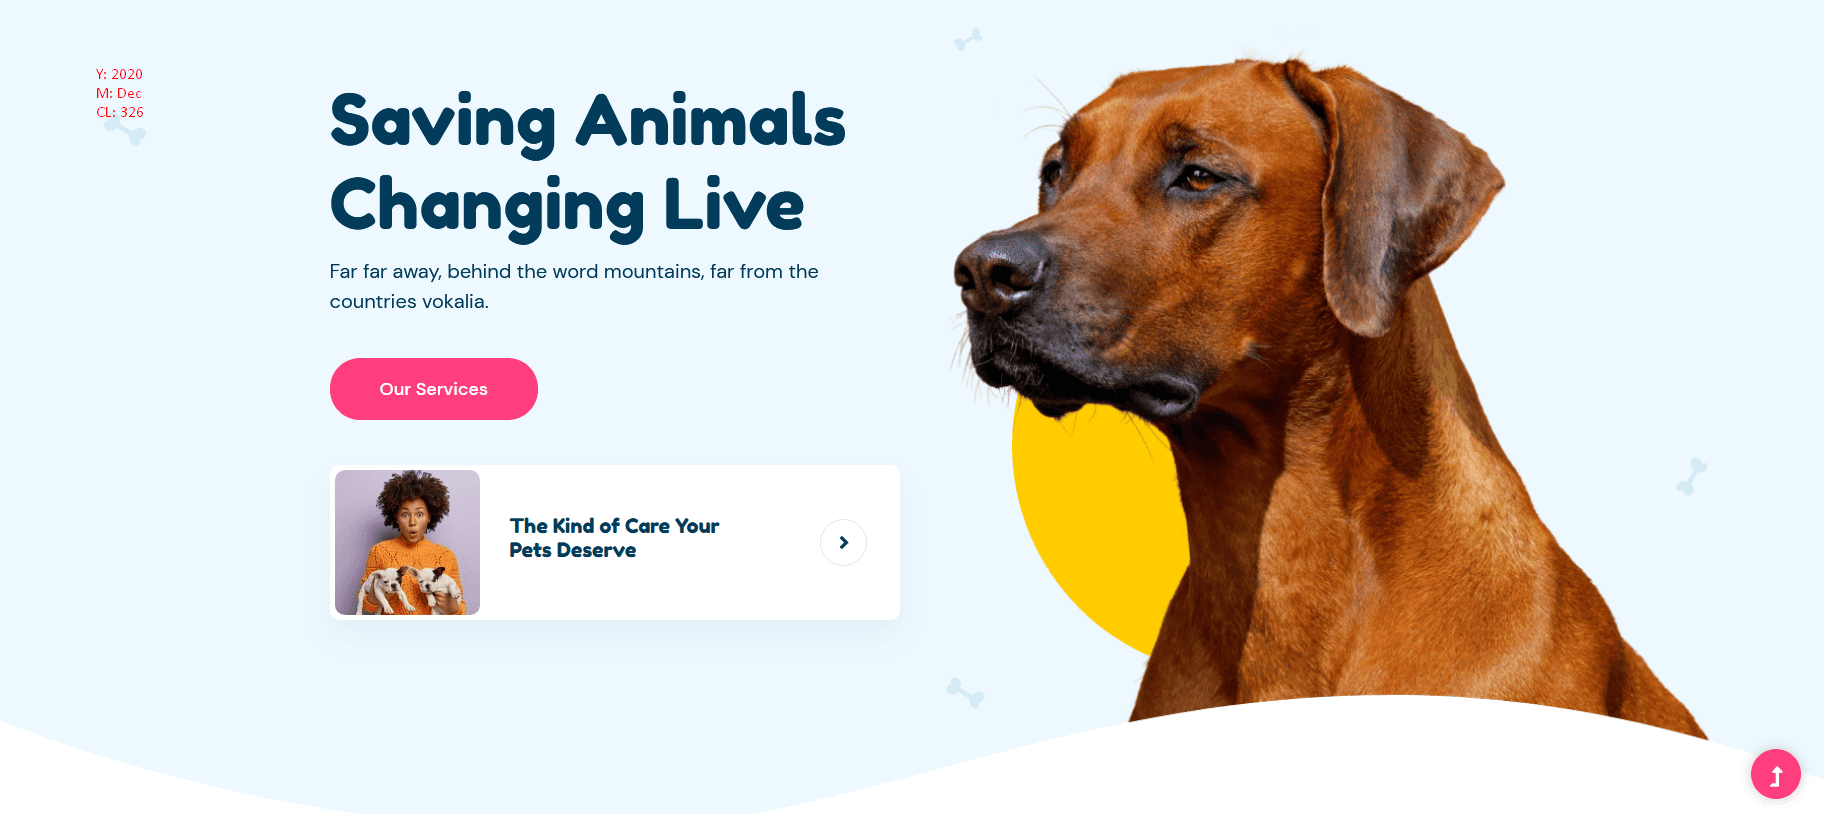 Y: 2020
M: Dec
CL: 326
Saving Animals
Changing Live
Far far away, behind the word mountains, far from the
countries vokalia.
Our Services
The Kind of Care Your
Pets Deserve